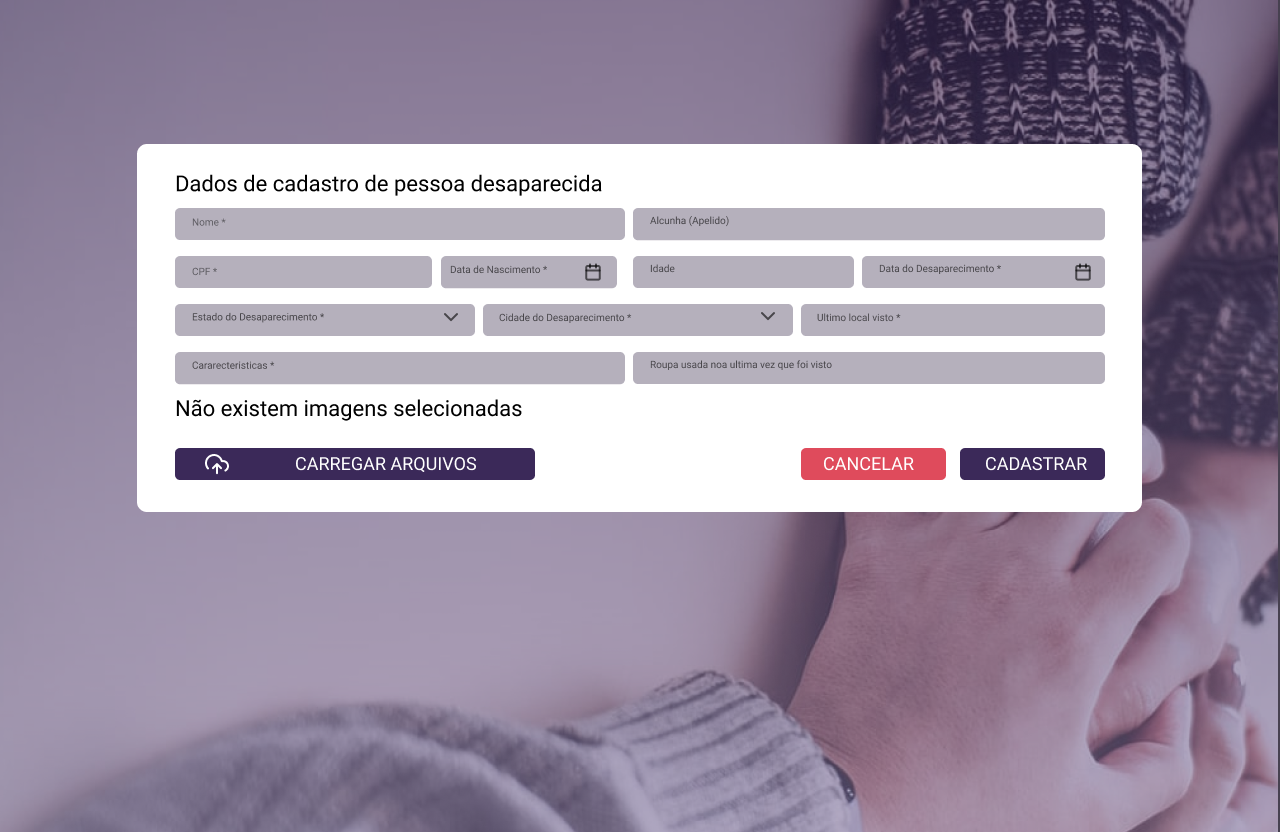 Dados de cadastro de pessoa desaparecida
Nome *
Alcunha (Apelido)
CPF *
Data de Nascimento *
Idade
Data do Desaparecimento *
Estado do Desaparecimento *
Cidade do Desaparecimento *
Ultimo local visto *
Cararecteristicas *
Roupa usada noa ultima vez que foi visto
Não existem imagens selecionadas
CARREGAR ARQUIVOS
CANCELAR
CADASTRAR